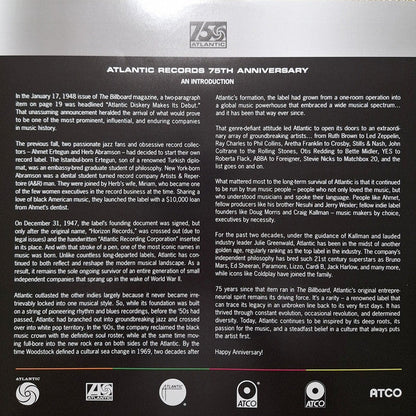 75
ATLANTIC
ATLANTIC RECORDS 75TH ANNIVERSARY
AN INTRODUCTION
In the January 17, 1948 issue of The Billboard magazine, a two-paragraph
item on page 19 was headlined "Atlantic Diskery Makes Its Debut."
That unassuming announcement heralded the arrival of what would prove
to be one of the most prominent, influential, and enduring companies
in music history.
The previous fall, two passionate jazz fans and obsessive record collec-
tors – Ahmet Ertegun and Herb Abramson – had decided to start their own
record label. The Istanbul-born Ertegun, son of a renowned Turkish diplo-
mat, was an embassy-bred graduate student of philosophy. New York-born
Abramson was a dental student turned record company Artists & Reper-
toire (A&R) man. They were joined by Herb's wife, Miriam, who became one
of the few women executives in the record business at the time. Sharing a
love of black American music, they launched the label with a $10,000 loan
from Ahmet's dentist.
On December 31, 1947, the label's founding document was signed, but
only after the original name, "Horizon Records," was crossed out (due to
legal issues) and the handwritten "Atlantic Recording Corporation" inserted
in its place. And with that stroke of a pen, one of the most iconic names in
music was born. Unlike countless long-departed labels, Atlantic has con-
tinued to both reflect and reshape the modern musical landscape. As a
result, it remains the sole ongoing survivor of an entire generation of small
independent companies that sprang up in the wake of World War II.
Atlantic outlasted the other indies largely because it never became irre-
trievably locked into one musical style. So, while its foundation was built
on a string of pioneering rhythm and blues recordings, before the '50s had
passed, Atlantic had branched out into groundbreaking jazz and crossed
over into white pop territory. In the '60s, the company reclaimed the black
music crown with the definitive soul roster, while at the same time moving
full-bore into the new rock era on both sides of the Atlantic. By the
time Woodstock defined a cultural sea change in 1969, two decades after
Atlantic's formation, the label had grown from a one-room operation into
a global music powerhouse that embraced a wide musical spectrum...
and it has been that way ever since.
That genre-defiant attitude led Atlantic to open its doors to an extraordi-
nary array of groundbreaking artists... from Ruth Brown to Led Zeppelin,
Ray Charles to Phil Collins, Aretha Franklin to Crosby, Stills & Nash, John
Coltrane to the Rolling Stones, Otis Redding to Bette Midler, YES to
Roberta Flack, ABBA to Foreigner, Stevie Nicks to Matchbox 20, and the
list goes on and on.
What mattered most to the long-term survival of Atlantic is that it continued
to be run by true music people – people who not only loved the music, but
who understood musicians and spoke their language. People like Ahmet,
fellow producers like his brother Nesuhi and Jerry Wexler; fellow indie label
founders like Doug Morris and Craig Kallman – music makers by choice,
executives by necessity.
For the past two decades, under the guidance of Kallman and lauded
industry leader Julie Greenwald, Atlantic has been in the midst of another
golden age, regularly ranking as the top label in the industry. The company's
independent philosophy has bred such 21st century superstars as Bruno
Mars, Ed Sheeran, Paramore, Lizzo, Cardi B, Jack Harlow, and many more,
while icons like Coldplay have joined the family.
75 years since that item ran in The Billboard, Atlantic's original entrepre-
neurial spirit remains its driving force. It's a rarity – a renowned label that
can trace its legacy in an unbroken line back to its very first days. It has
thrived through constant evolution, occasional revolution, and determined
diversity. Today, Atlantic continues to be inspired by its deep roots, its
passion for the music, and a steadfast belief in a culture that always puts
the artist first.
Happy Anniversary!
ATLANTIC
ATLANTIC
ATLANTIC
ATCO
ATCO
ATCO